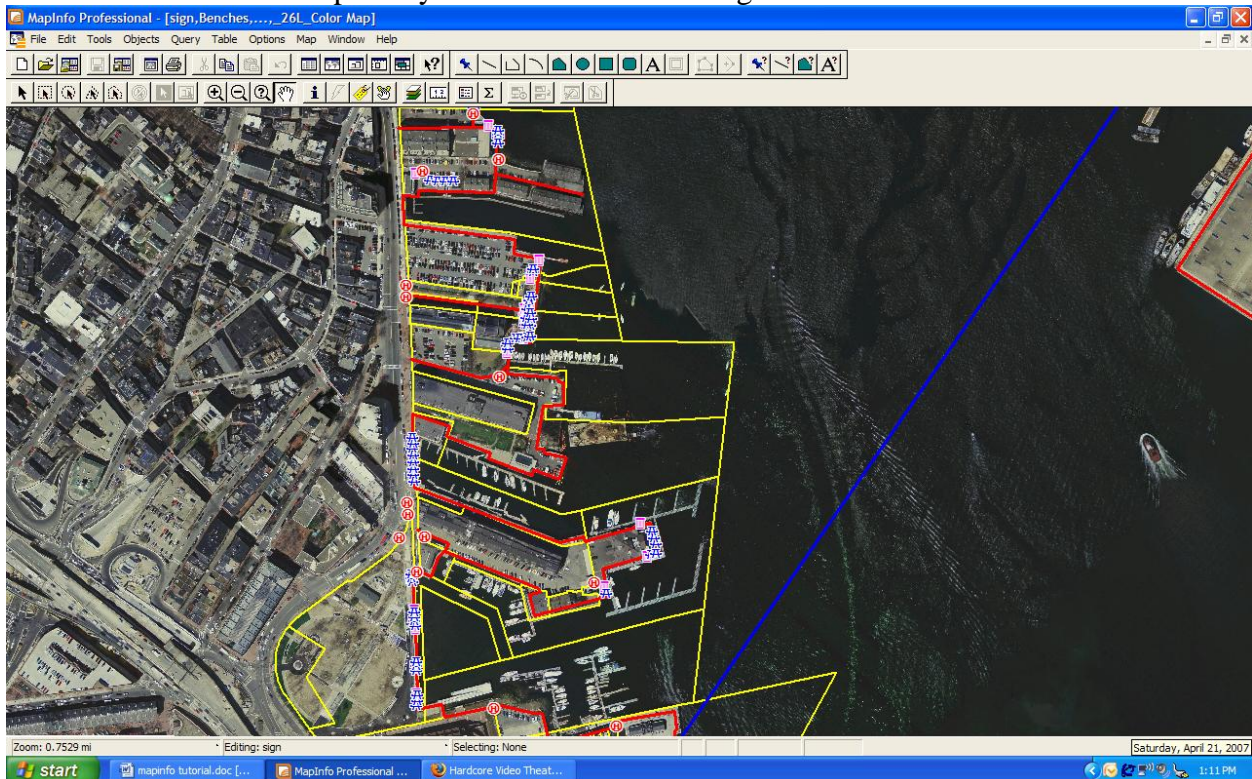 MapInfo Professional - [sign,Benches,...,_26L_Color Map]
File Edit Tools Objects Query Table Options Map Window Help
Zoom: 0.7529 mi Editing: sign Selecting: None Saturday, April 21, 2007
start mapinfo tutorial.doc [... MapInfo Professional ... Hardcore Video Theat... 1:11 PM